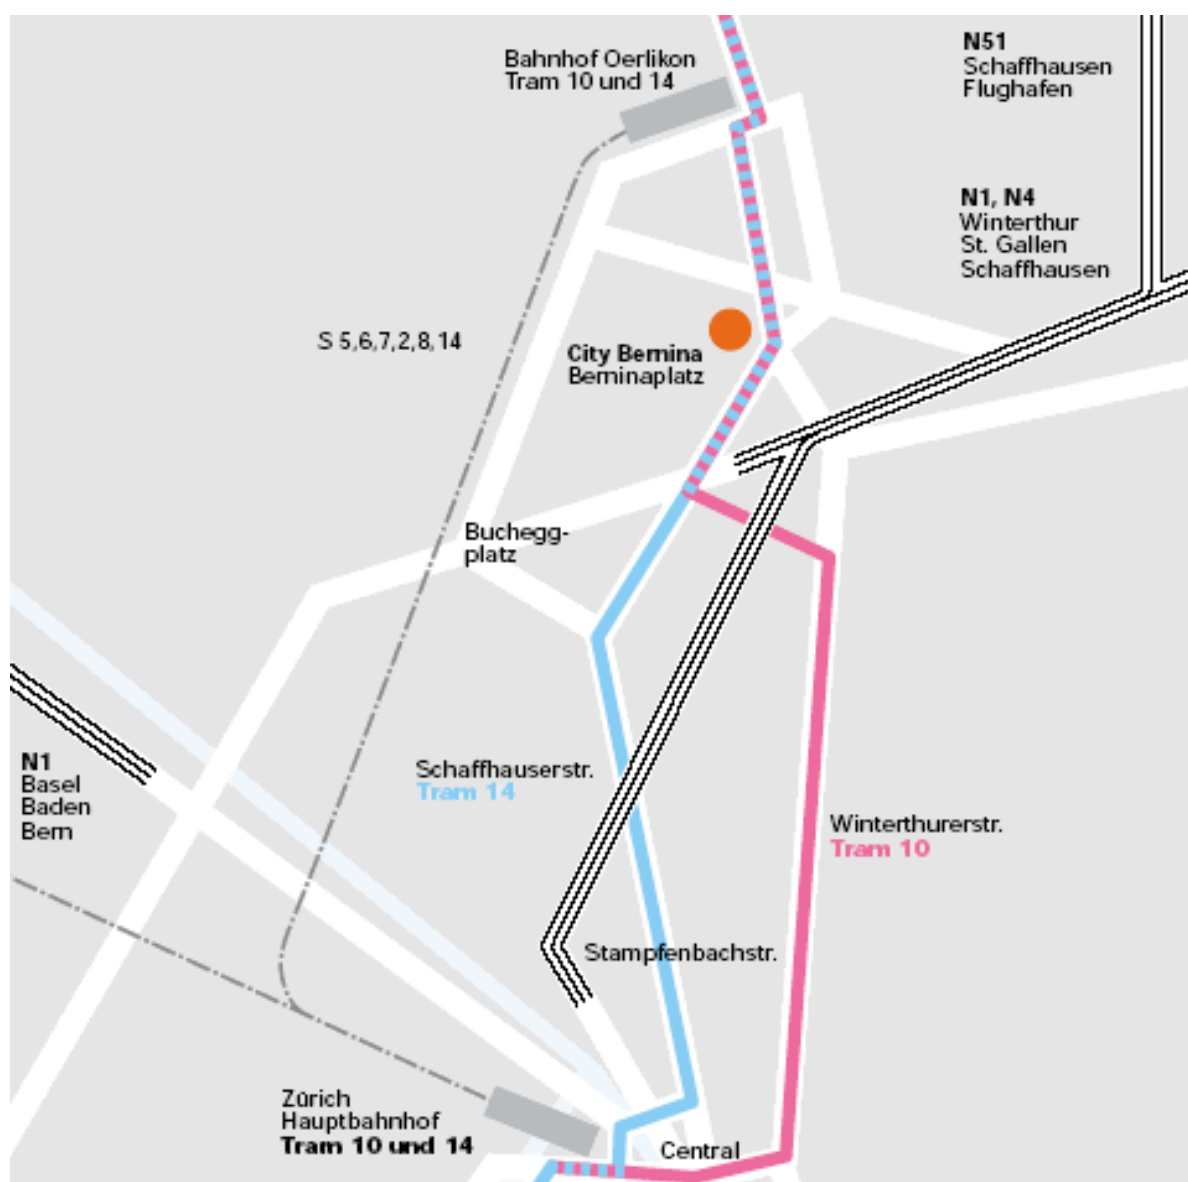 Bahnhof Oerlikon
Tram 10 und 14
N51
Schaffhausen
Flughafen
N1, N4
Winterthur
St. Gallen
Schaffhausen
S 5,6,7,2,8,14
City Bernina
Berninaplatz
Buchegg-
platz
N1
Basel
Baden
Bern
Schaffhauserstr.
Tram 14
Winterthurerstr.
Tram 10
Stampfenbachstr.
Zürich
Hauptbahnhof
Tram 10 und 14
Central